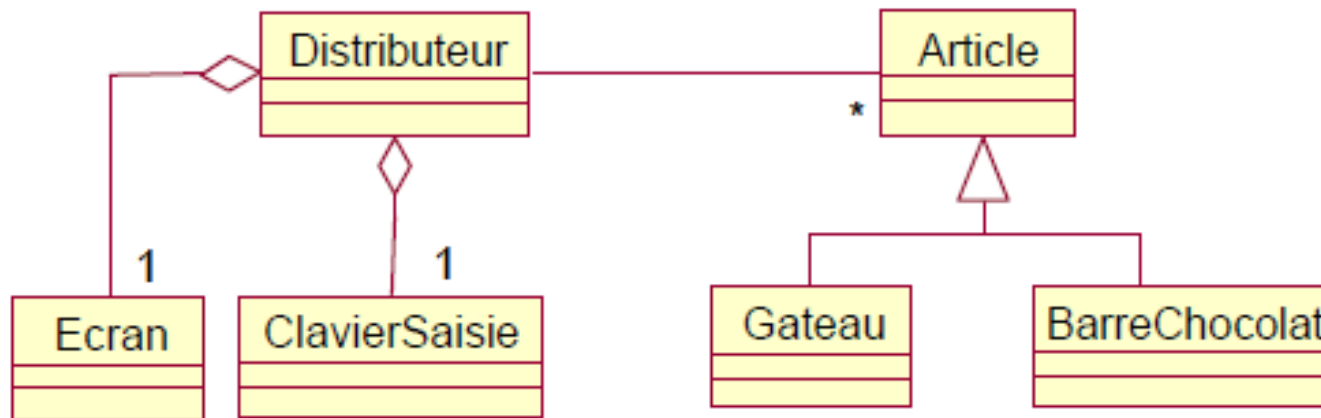 Distributeur
Article
*
1
1
Ecran
ClavierSaisie
Gateau
BarreChocolat